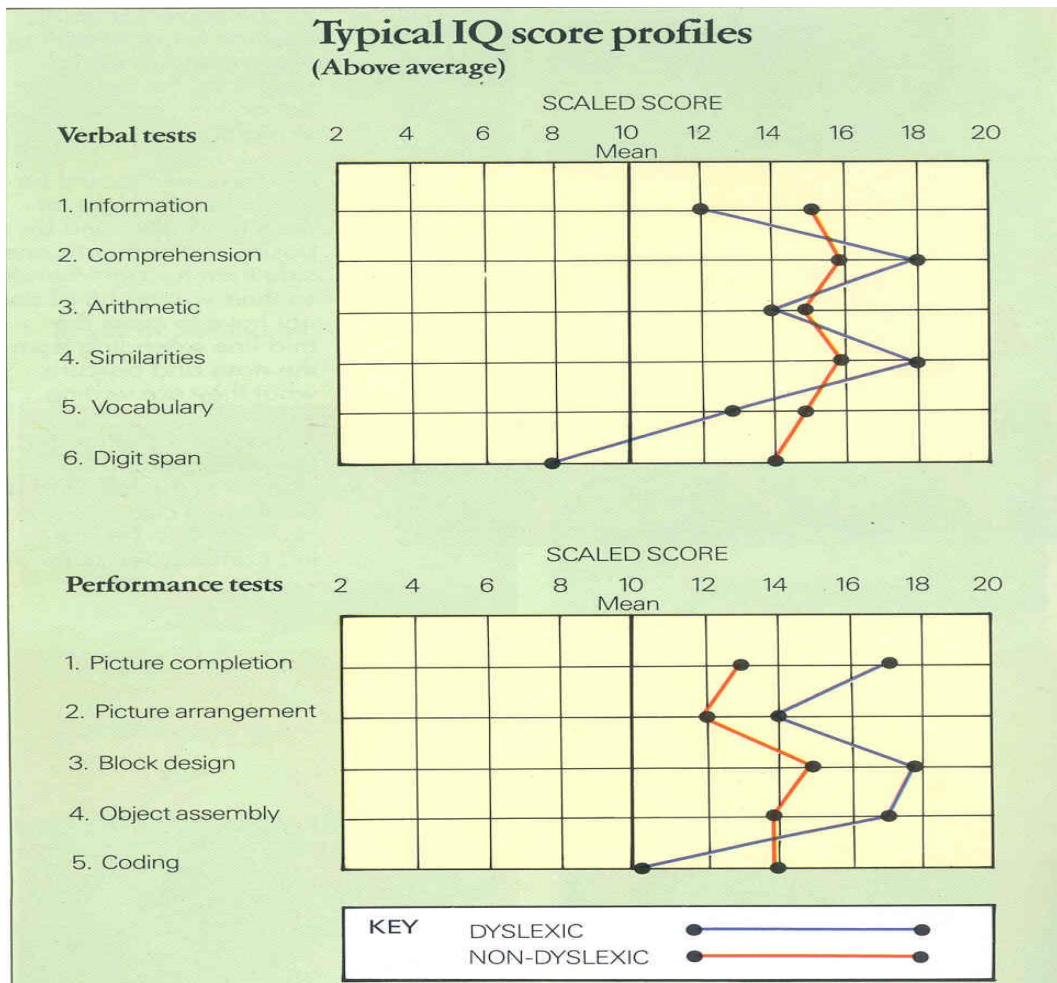 Typical IQ score profiles
(Above average)
SCALED SCORE
Verbal tests
2 4 6 8 10 12 14 16 18 20
Mean
1. Information
2. Comprehension
3. Arithmetic
4. Similarities
5. Vocabulary
6. Digit span
SCALED SCORE
Performance tests
2 4 6 8 10 12 14 16 18 20
Mean
1. Picture completion
2. Picture arrangement
3. Block design
4. Object assembly
5. Coding
KEY
DYSLEXIC
NON-DYSLEXIC